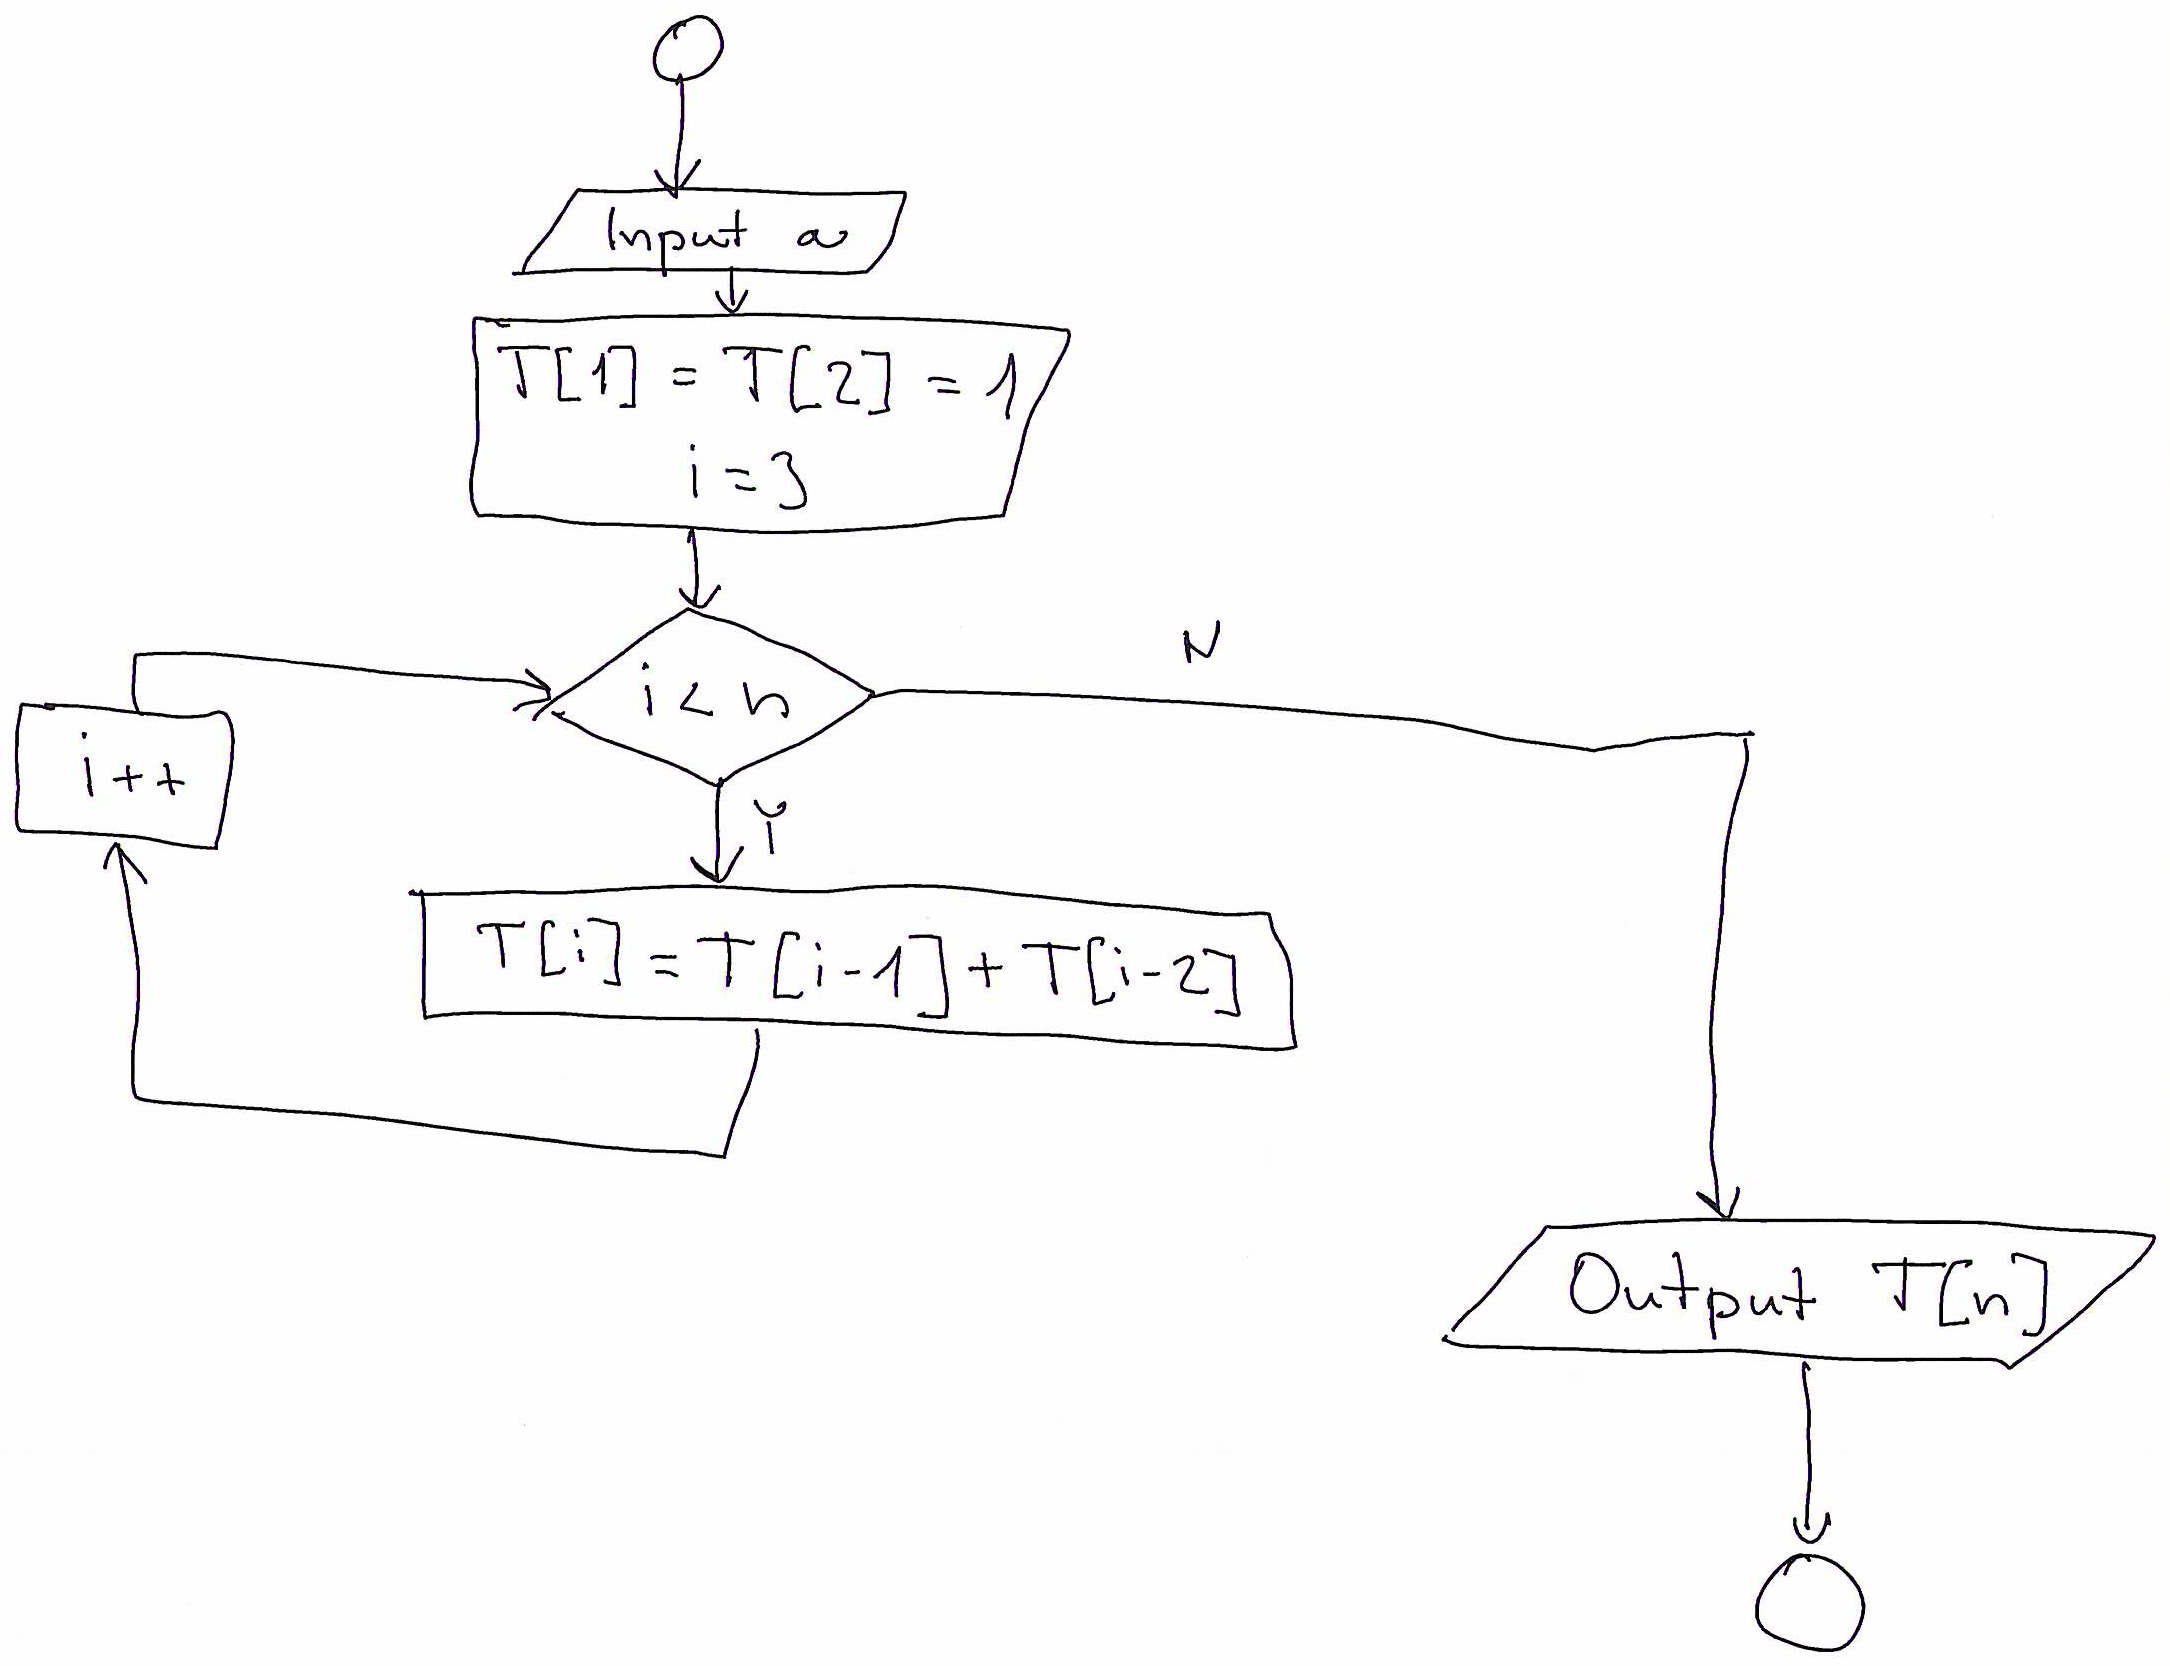 Input a
T[1] = T[2] = 1
i = 3
i < n
N
i++
Y
T[i] = T[i-1] + T[i-2]
Output T[n]